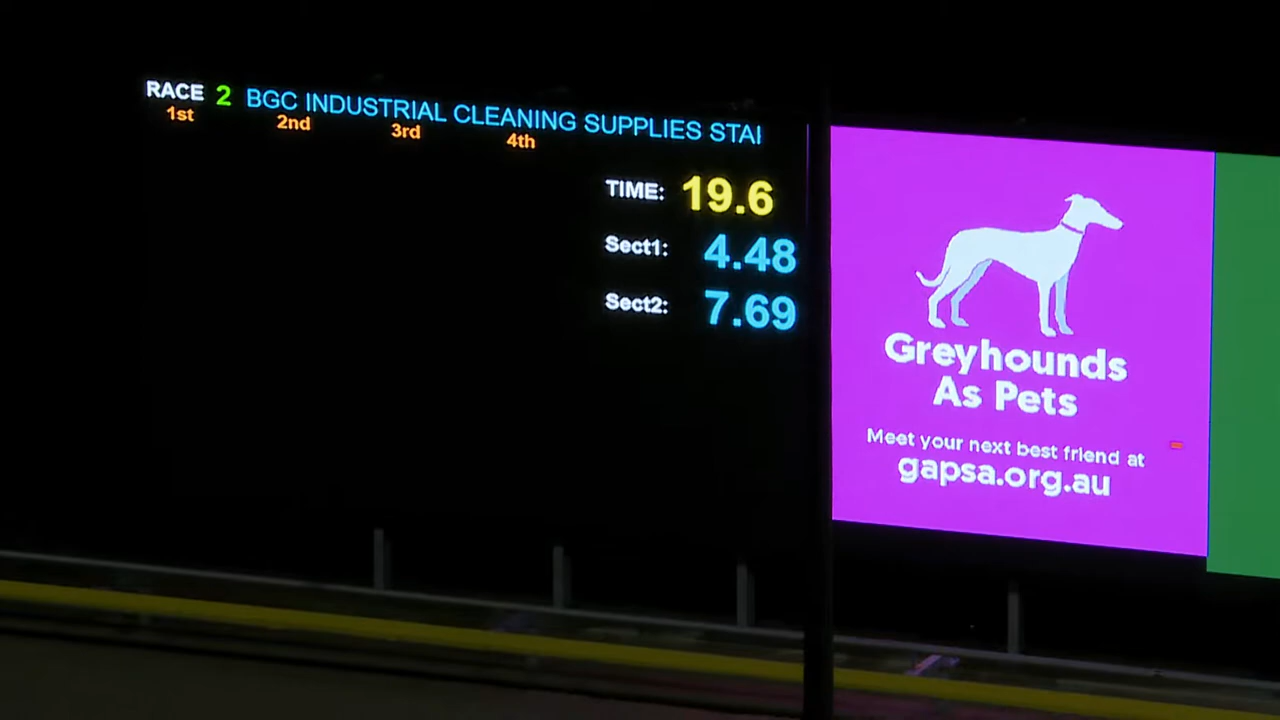 RACE 2 BGC INDUSTRIAL CLEANING SUPPLIES STA
1st 2nd 3rd 4th
TIME: 19.6
Sect1: 4.48
Sect2: 7.69
Greyhounds
As Pets
Meet your next best friend at
gapsa.org.au